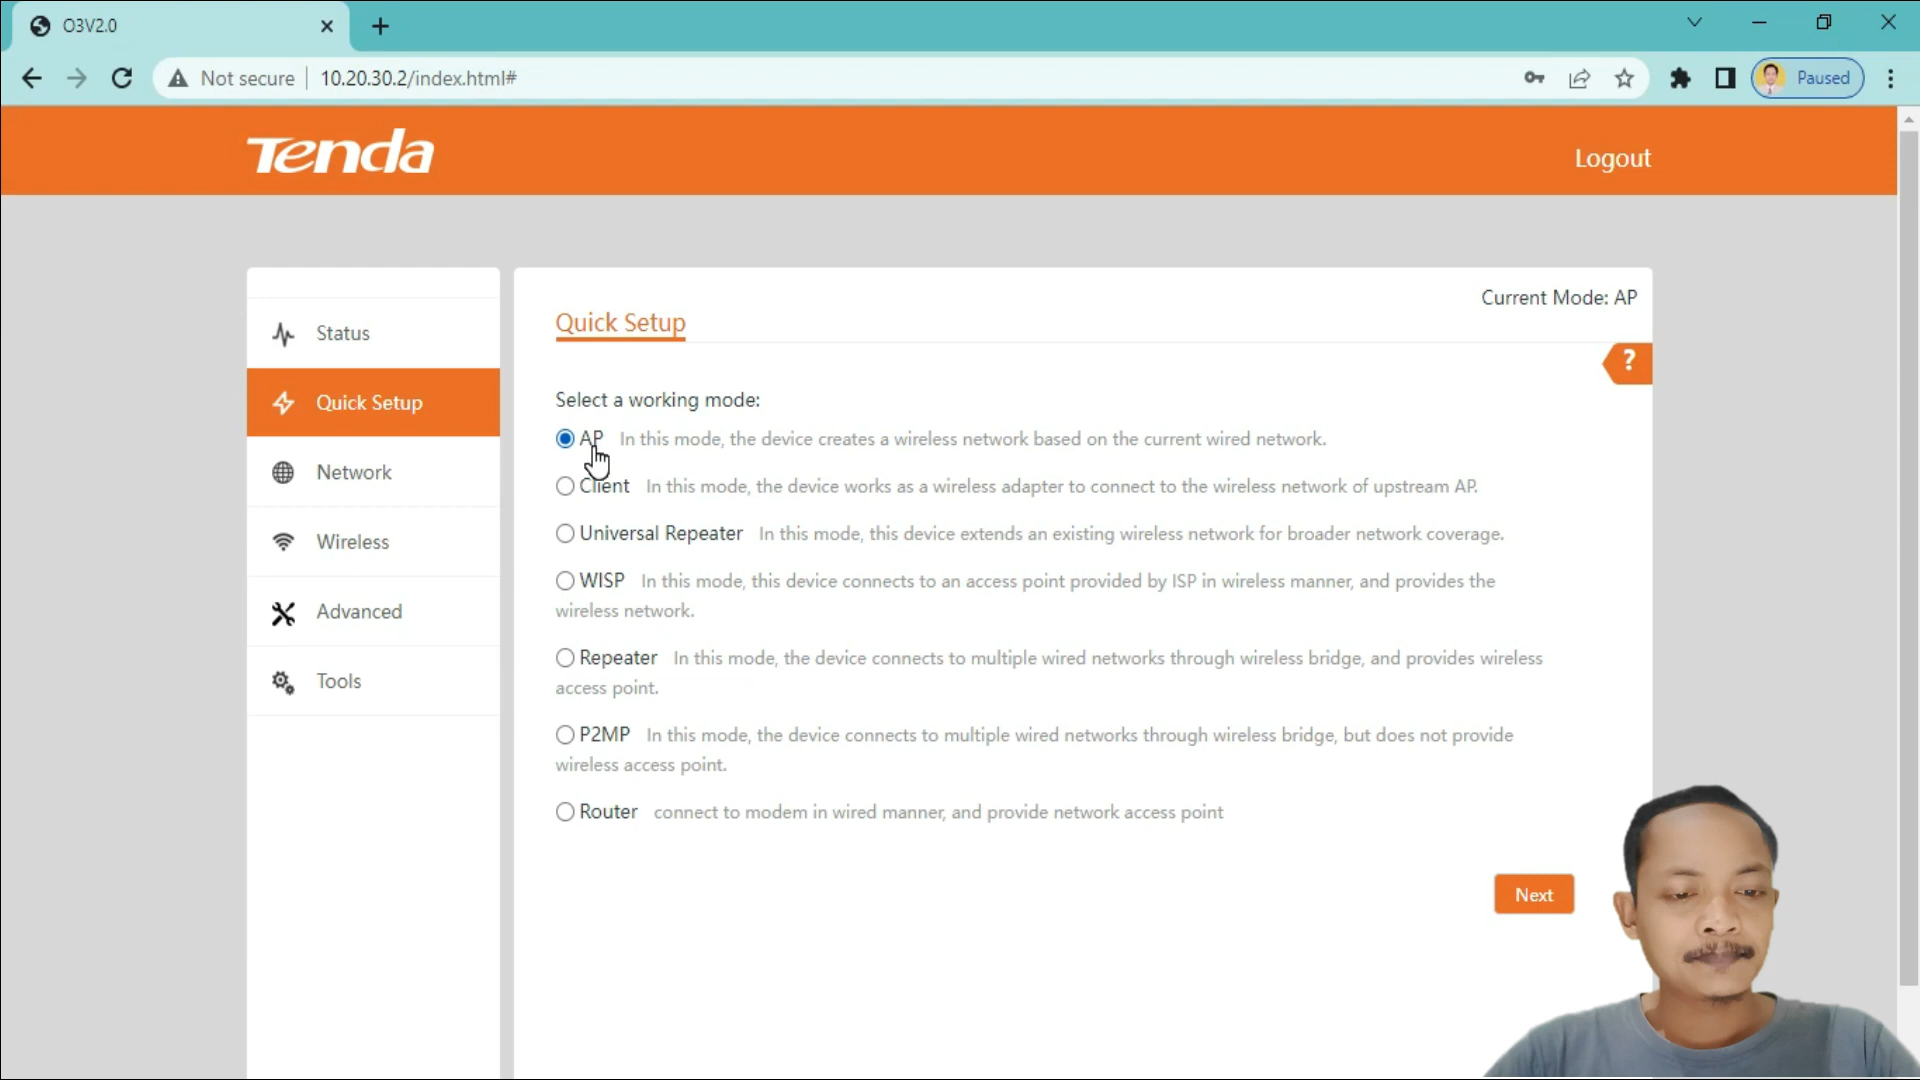 O3V2.0
Not secure
10.20.30.2/index.html#
Paused
Tenda
Logout
Current Mode: AP
Status
Quick Setup
Network
Wireless
Advanced
Tools
Quick Setup
?
Select a working mode:
AP In this mode, the device creates a wireless network based on the current wired network.
Client In this mode, the device works as a wireless adapter to connect to the wireless network of upstream AP.
Universal Repeater In this mode, this device extends an existing wireless network for broader network coverage.
WISP In this mode, this device connects to an access point provided by ISP in wireless manner, and provides the
wireless network.
Repeater In this mode, the device connects to multiple wired networks through wireless bridge, and provides wireless
access point.
P2MP In this mode, the device connects to multiple wired networks through wireless bridge, but does not provide
wireless access point.
Router connect to modem in wired manner, and provide network access point
Next